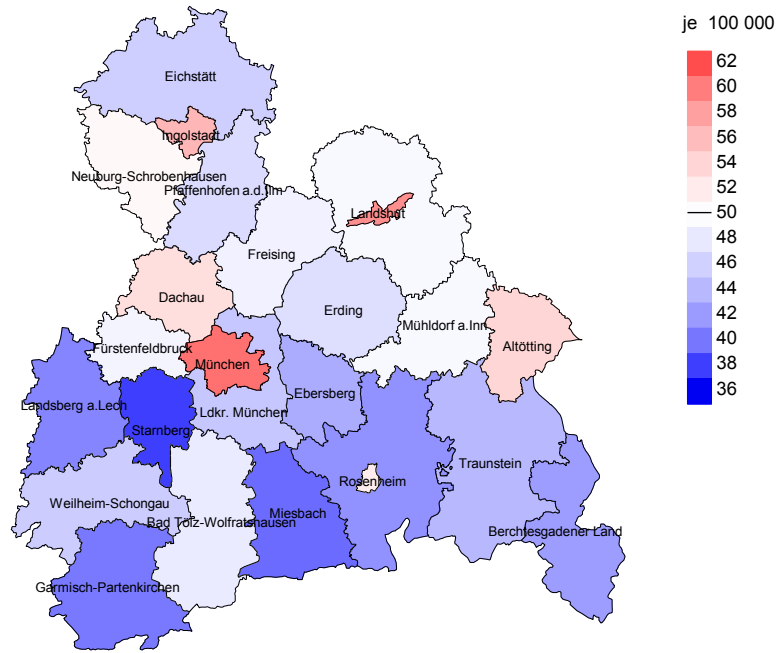 je 100 000
62
60
58
56
54
52
50
48
46
44
42
40
38
36
Eichstätt
Ingolstadt
Neuburg-Schrobenhausen
Pfaffenhofen a.d.Ilm
Landshut
Freising
Dachau
Erding
Mühldorf a.Inn
Altötting
Fürstenfeldbruck
München
Ebersberg
Landsberg a.Lech
Ldkr. München
Starnberg
Traunstein
Rosenheim
Weilheim-Schongau
Miesbach
Bad Tölz-Wolfratshausen
Berchtesgadener Land
Garmisch-Partenkirchen